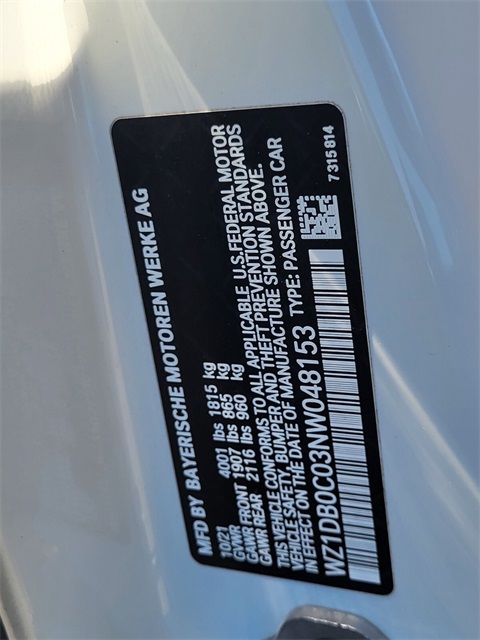 MFD BY BAYERISCHE MOTOREN WERKE AG
10/21
GVWR 4001 lbs 1815 kg
GAWR FRONT 1907 lbs 865 kg
GAWR REAR 2116 lbs 960 kg
THIS VEHICLE CONFORMS TO ALL APPLICABLE U.S. FEDERAL MOTOR
VEHICLE SAFETY, BUMPER AND THEFT PREVENTION STANDARDS
IN EFFECT ON THE DATE OF MANUFACTURE SHOWN ABOVE.
WZ1DB0C03NW048153 TYPE: PASSENGER CAR
7315814